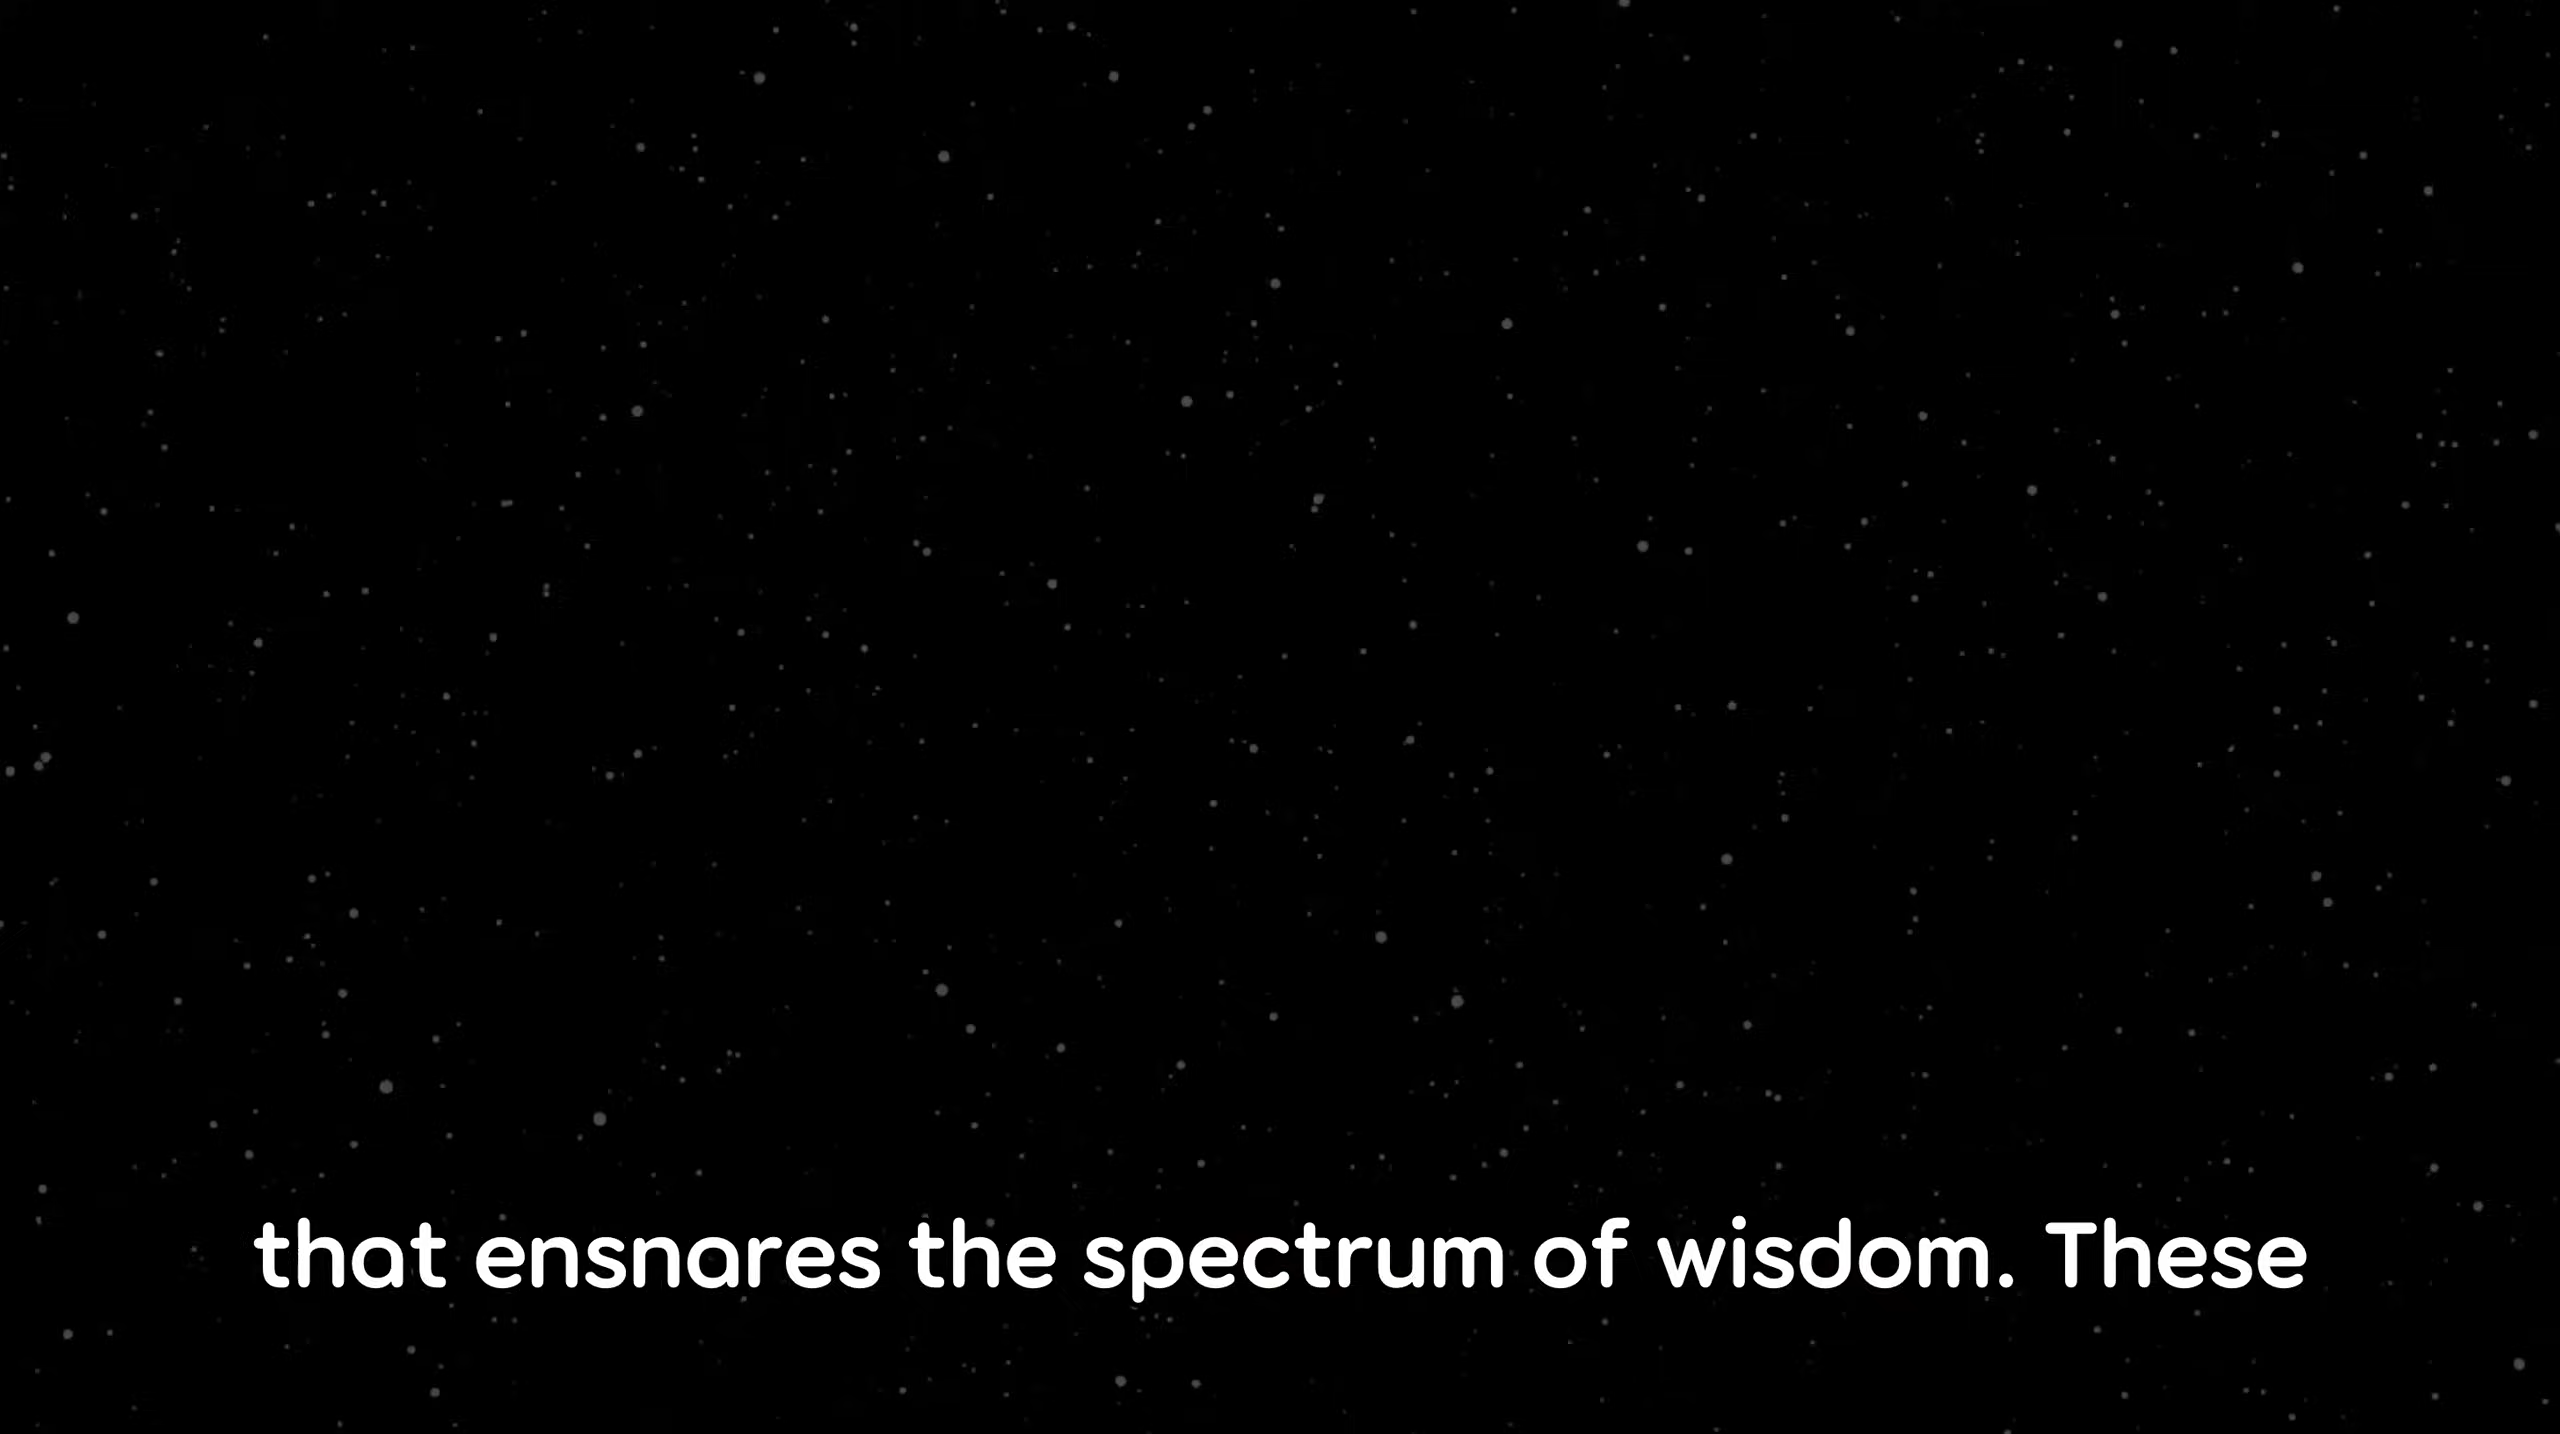 that ensnares the spectrum of wisdom. These